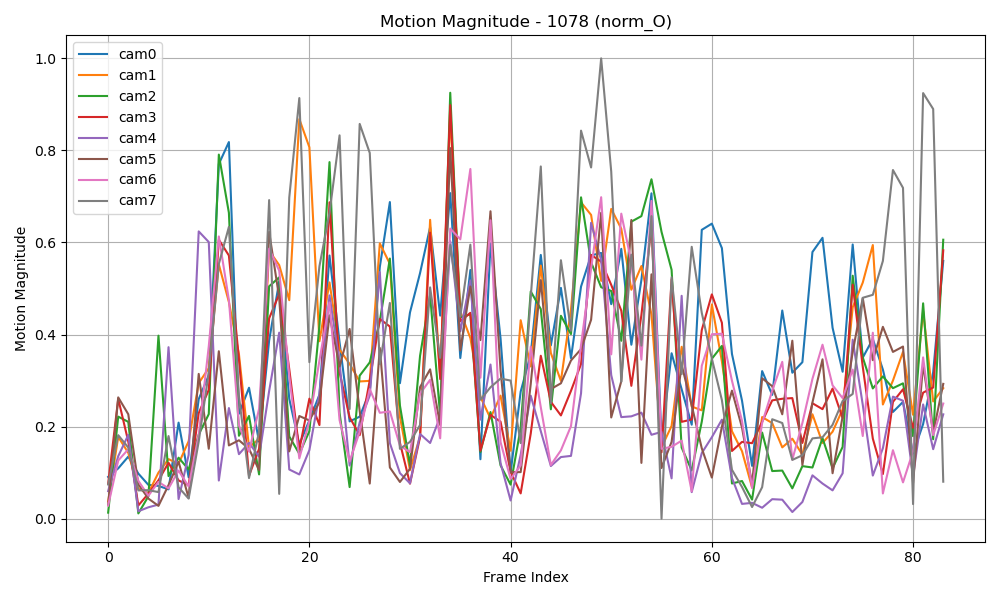 Motion Magnitude - 1078 (norm_O)
Motion Magnitude
1.0
0.8
0.6
0.4
0.2
0.0
cam0
cam1
cam2
cam3
cam4
cam5
cam6
cam7
0 20 40 60 80
Frame Index